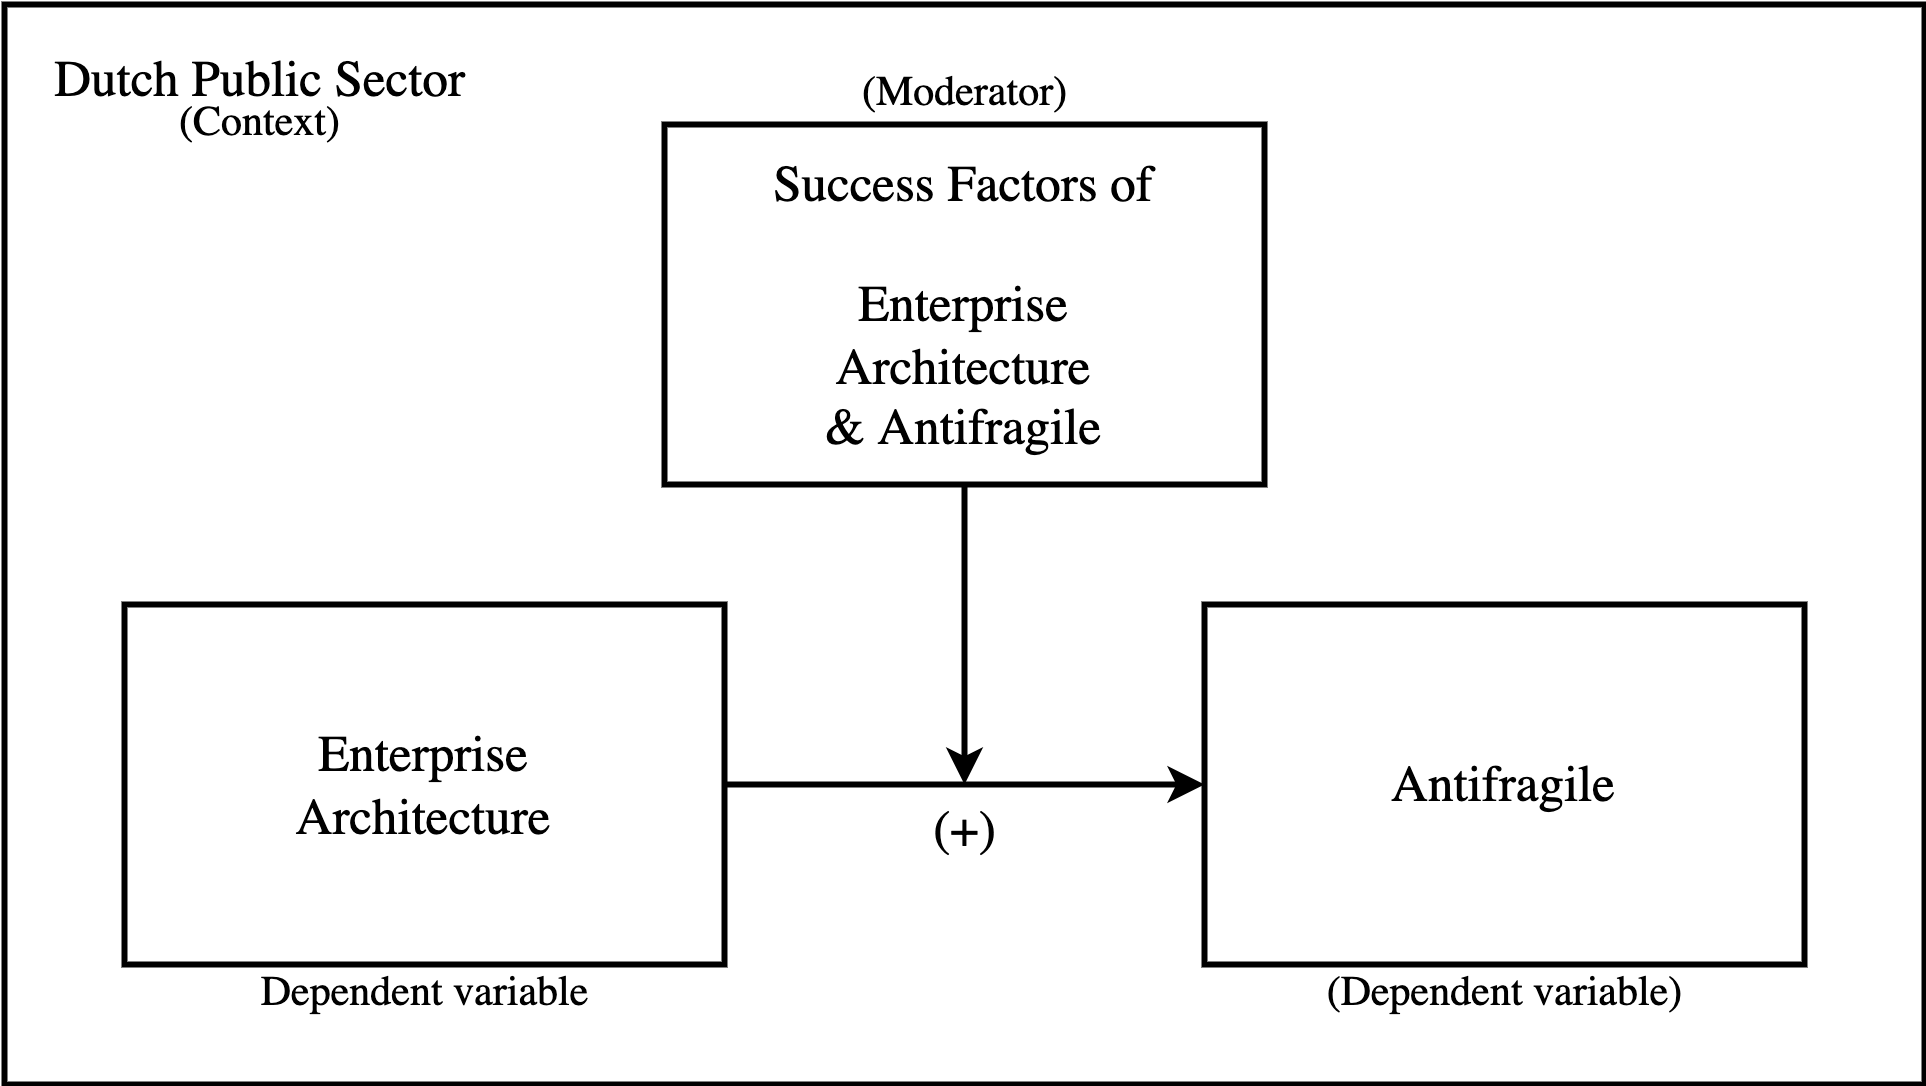 Dutch Public Sector
(Context)
(Moderator)
Success Factors of
Enterprise
Architecture
& Antifragile
Enterprise
Architecture
(+)
Antifragile
Dependent variable
(Dependent variable)